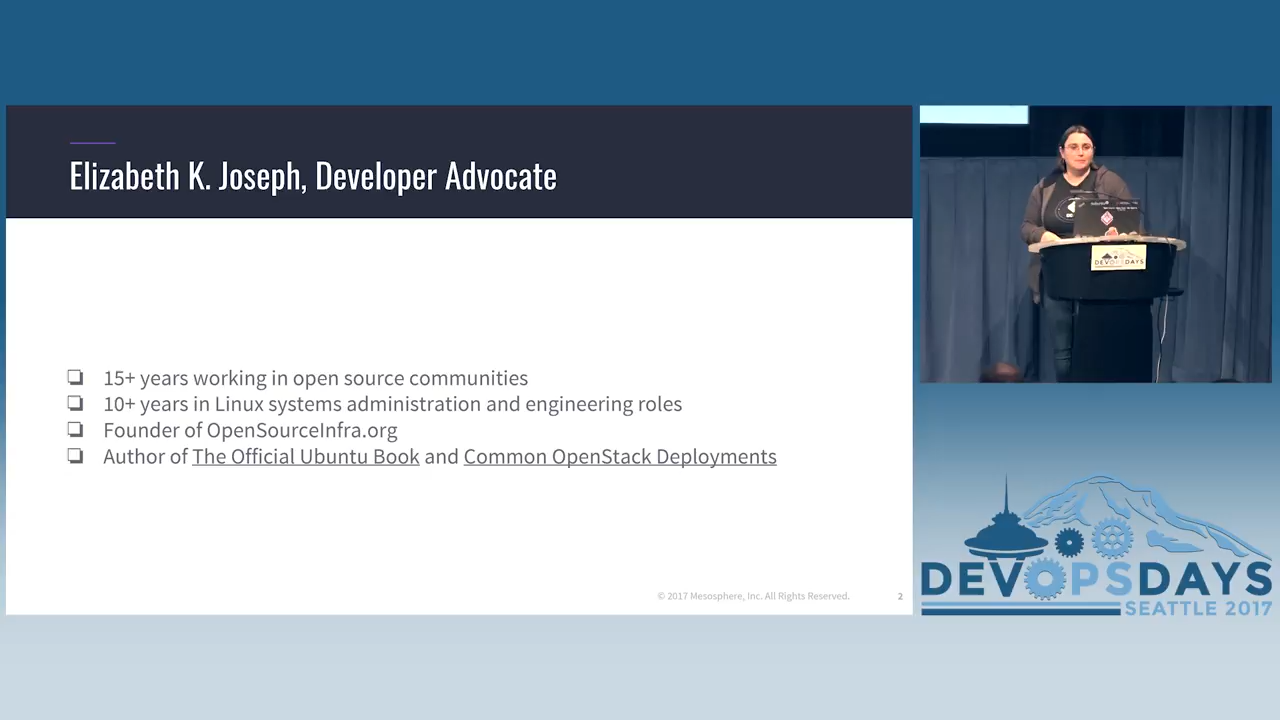 Elizabeth K. Joseph, Developer Advocate
❏ 15+ years working in open source communities
❏ 10+ years in Linux systems administration and engineering roles
❏ Founder of OpenSourceInfra.org
❏ Author of The Official Ubuntu Book and Common OpenStack Deployments
© 2017 Mesosphere, Inc. All Rights Reserved.
2
DEVOPSDAYS
DEVOPSDAYS
SEATTLE 2017